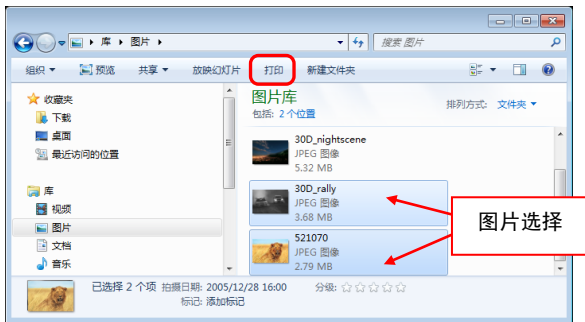 库 图片
搜索 图片
组织 预览 共享 放映幻灯片 打印 新建文件夹
收藏夹
下载
桌面
最近访问的位置
库
视频
图片
文档
音乐
图片库
包括: 2 个位置
排列方式: 文件夹
30D_nightscene
JPEG 图像
5.32 MB
30D_rally
JPEG 图像
3.68 MB
521070
JPEG 图像
2.79 MB
图片选择
已选择 2 个项 拍摄日期: 2005/12/28 16:00 分级:
标记: 添加标记